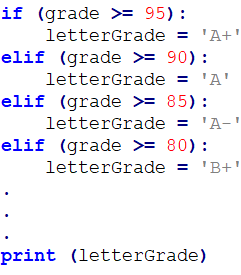 if (grade >= 95):
    letterGrade = 'A+'
elif (grade >= 90):
    letterGrade = 'A'
elif (grade >= 85):
    letterGrade = 'A-'
elif (grade >= 80):
    letterGrade = 'B+'
.
.
.
print (letterGrade)